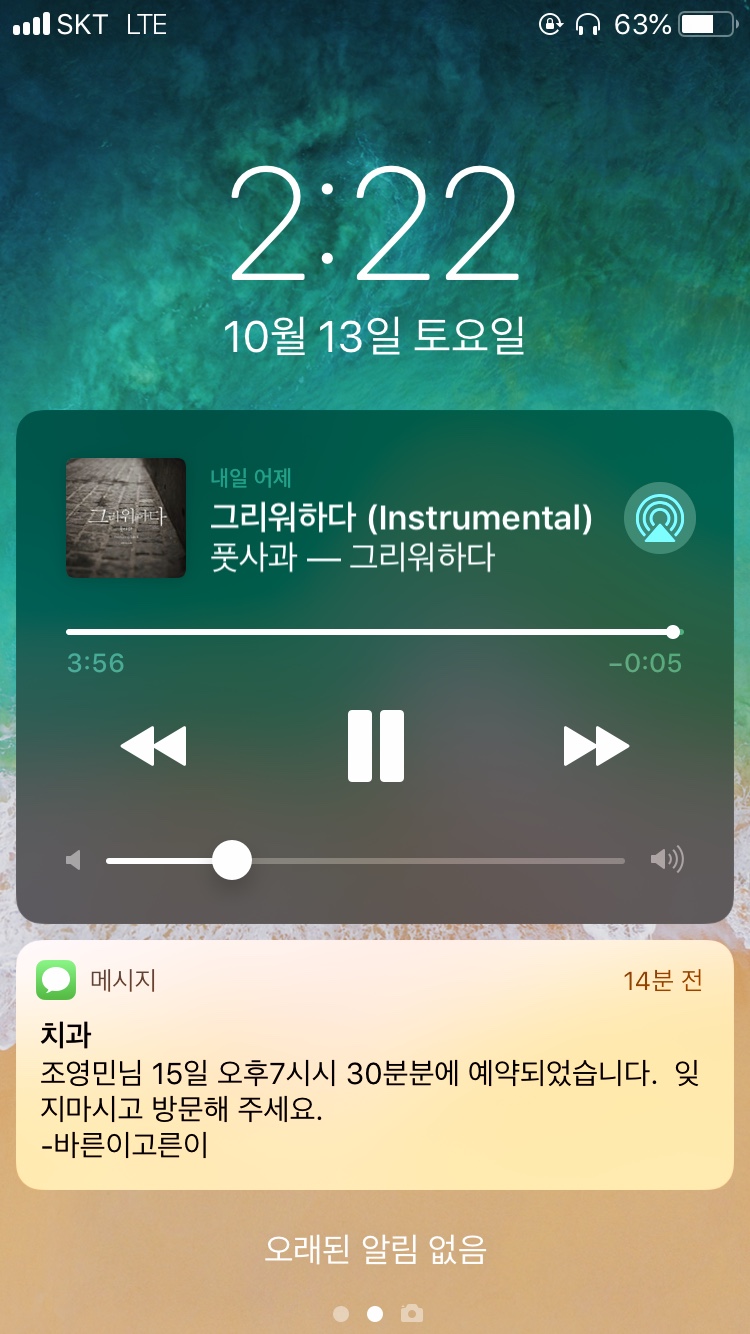 SKT LTE 63%
2:22
10월 13일 토요일
그리워하다
내일 어제
그리워하다 (Instrumental)
풋사과 — 그리워하다
3:56 −0:05
메시지 14분 전
치과
조영민님 15일 오후7시시 30분분에 예약되었습니다. 잊
지마시고 방문해 주세요.
-바른이고른이
오래된 알림 없음